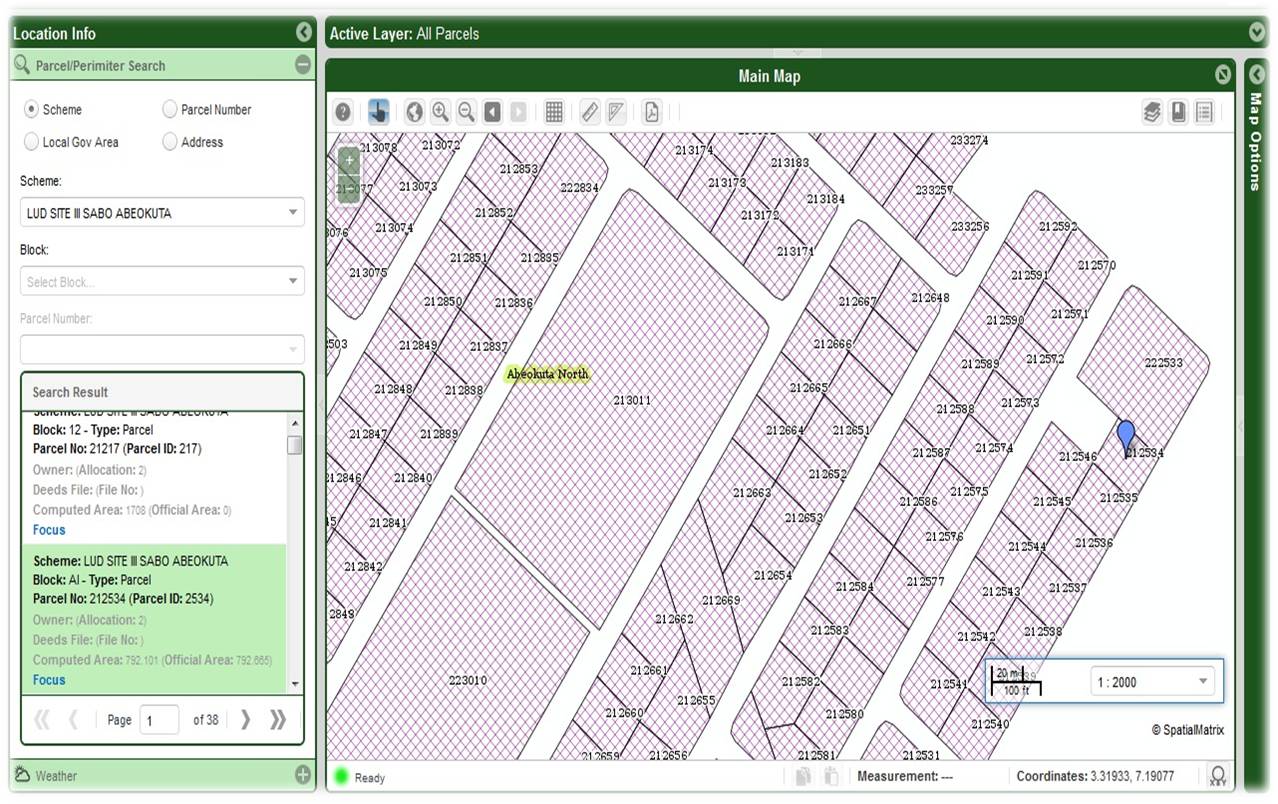 Location Info
Parcel/Perimiter Search
Scheme
Parcel Number
Local Gov Area
Address
Scheme:
LUD SITE III SABO ABEOKUTA
Block:
Select Block...
Parcel Number:
Search Result
Scheme: LUD SITE III SABO ABEOKUTA
Block: 12 - Type: Parcel
Parcel No: 21217 (Parcel ID: 217)
Owner: (Allocation: 2)
Deeds File: (File No: )
Computed Area: 1708 (Official Area: 0)
Focus
Scheme: LUD SITE III SABO ABEOKUTA
Block: AI - Type: Parcel
Parcel No: 212534 (Parcel ID: 2534)
Owner: (Allocation: 2)
Deeds File: (File No: )
Computed Area: 792.101 (Official Area: 792.665)
Focus
Page 1 of 38
Weather
Active Layer: All Parcels
Main Map
Map Options
213078
213072
213077
213073
213074
213075
212853
222834
212852
212851
212835
212850
212836
212849
212837
212848
212838
212847
212839
212846
212840
212841
212842
213174
213183
213173
213184
213172
213171
233274
233257
233256
212592
212570
212591
212590
212571
212589
212572
212588
212573
212587
212574
212586
212575
212576
212584
212577
212583
212582
212580
212581
222533
212534
212546
212535
212545
212536
212544
212543
212537
212542
212538
212541
212540
212531
212667
212648
212666
212665
212664
212651
212652
212663
212653
212654
212669
212662
212661
212655
212660
212659
212656
Abeokuta North
213011
223010
20 m
100 ft
1 : 2000
© SpatialMatrix
Ready
Measurement: ---
Coordinates: 3.31933, 7.19077